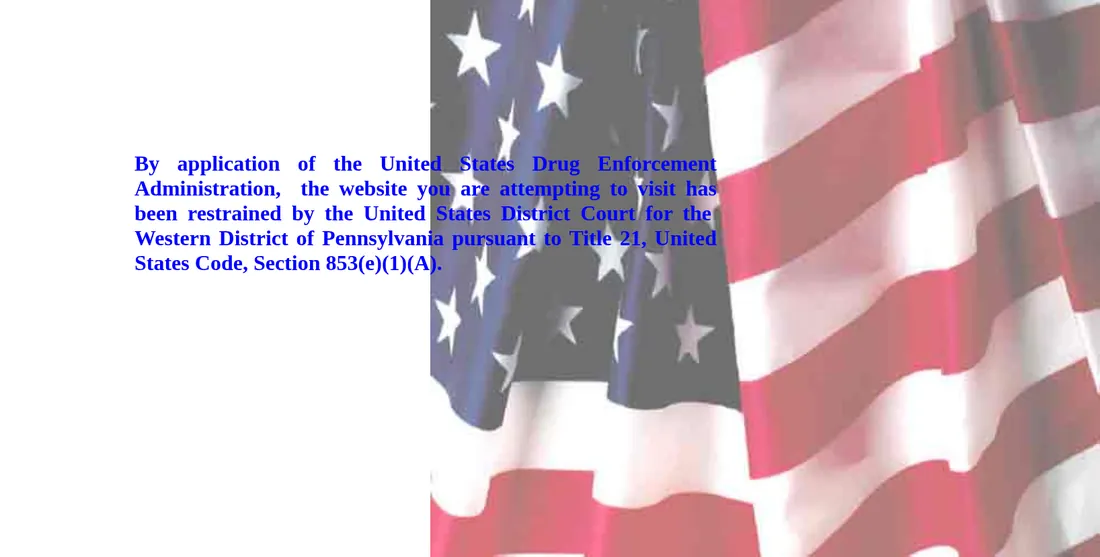 By application of the United States Drug Enforcement
Administration, the website you are attempting to visit has
been restrained by the United States District Court for the
Western District of Pennsylvania pursuant to Title 21, United
States Code, Section 853(e)(1)(A).